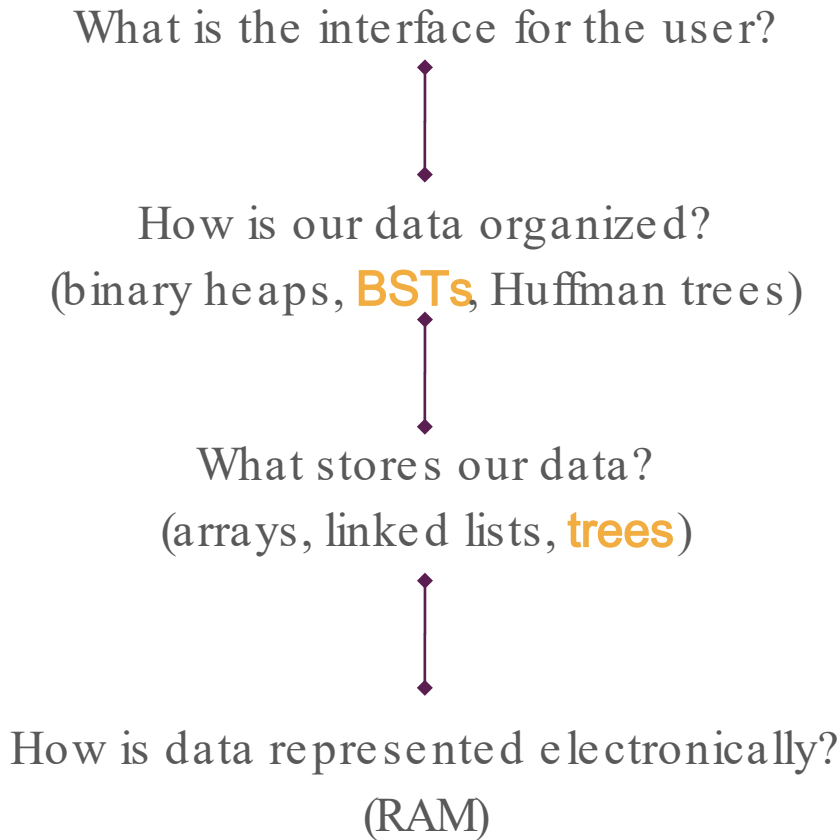 What is the interface for the user?
How is our data organized?
(binary heaps, BSTs, Huffman trees)
What stores our data?
(arrays, linked lists, trees)
How is data represented electronically?
(RAM)